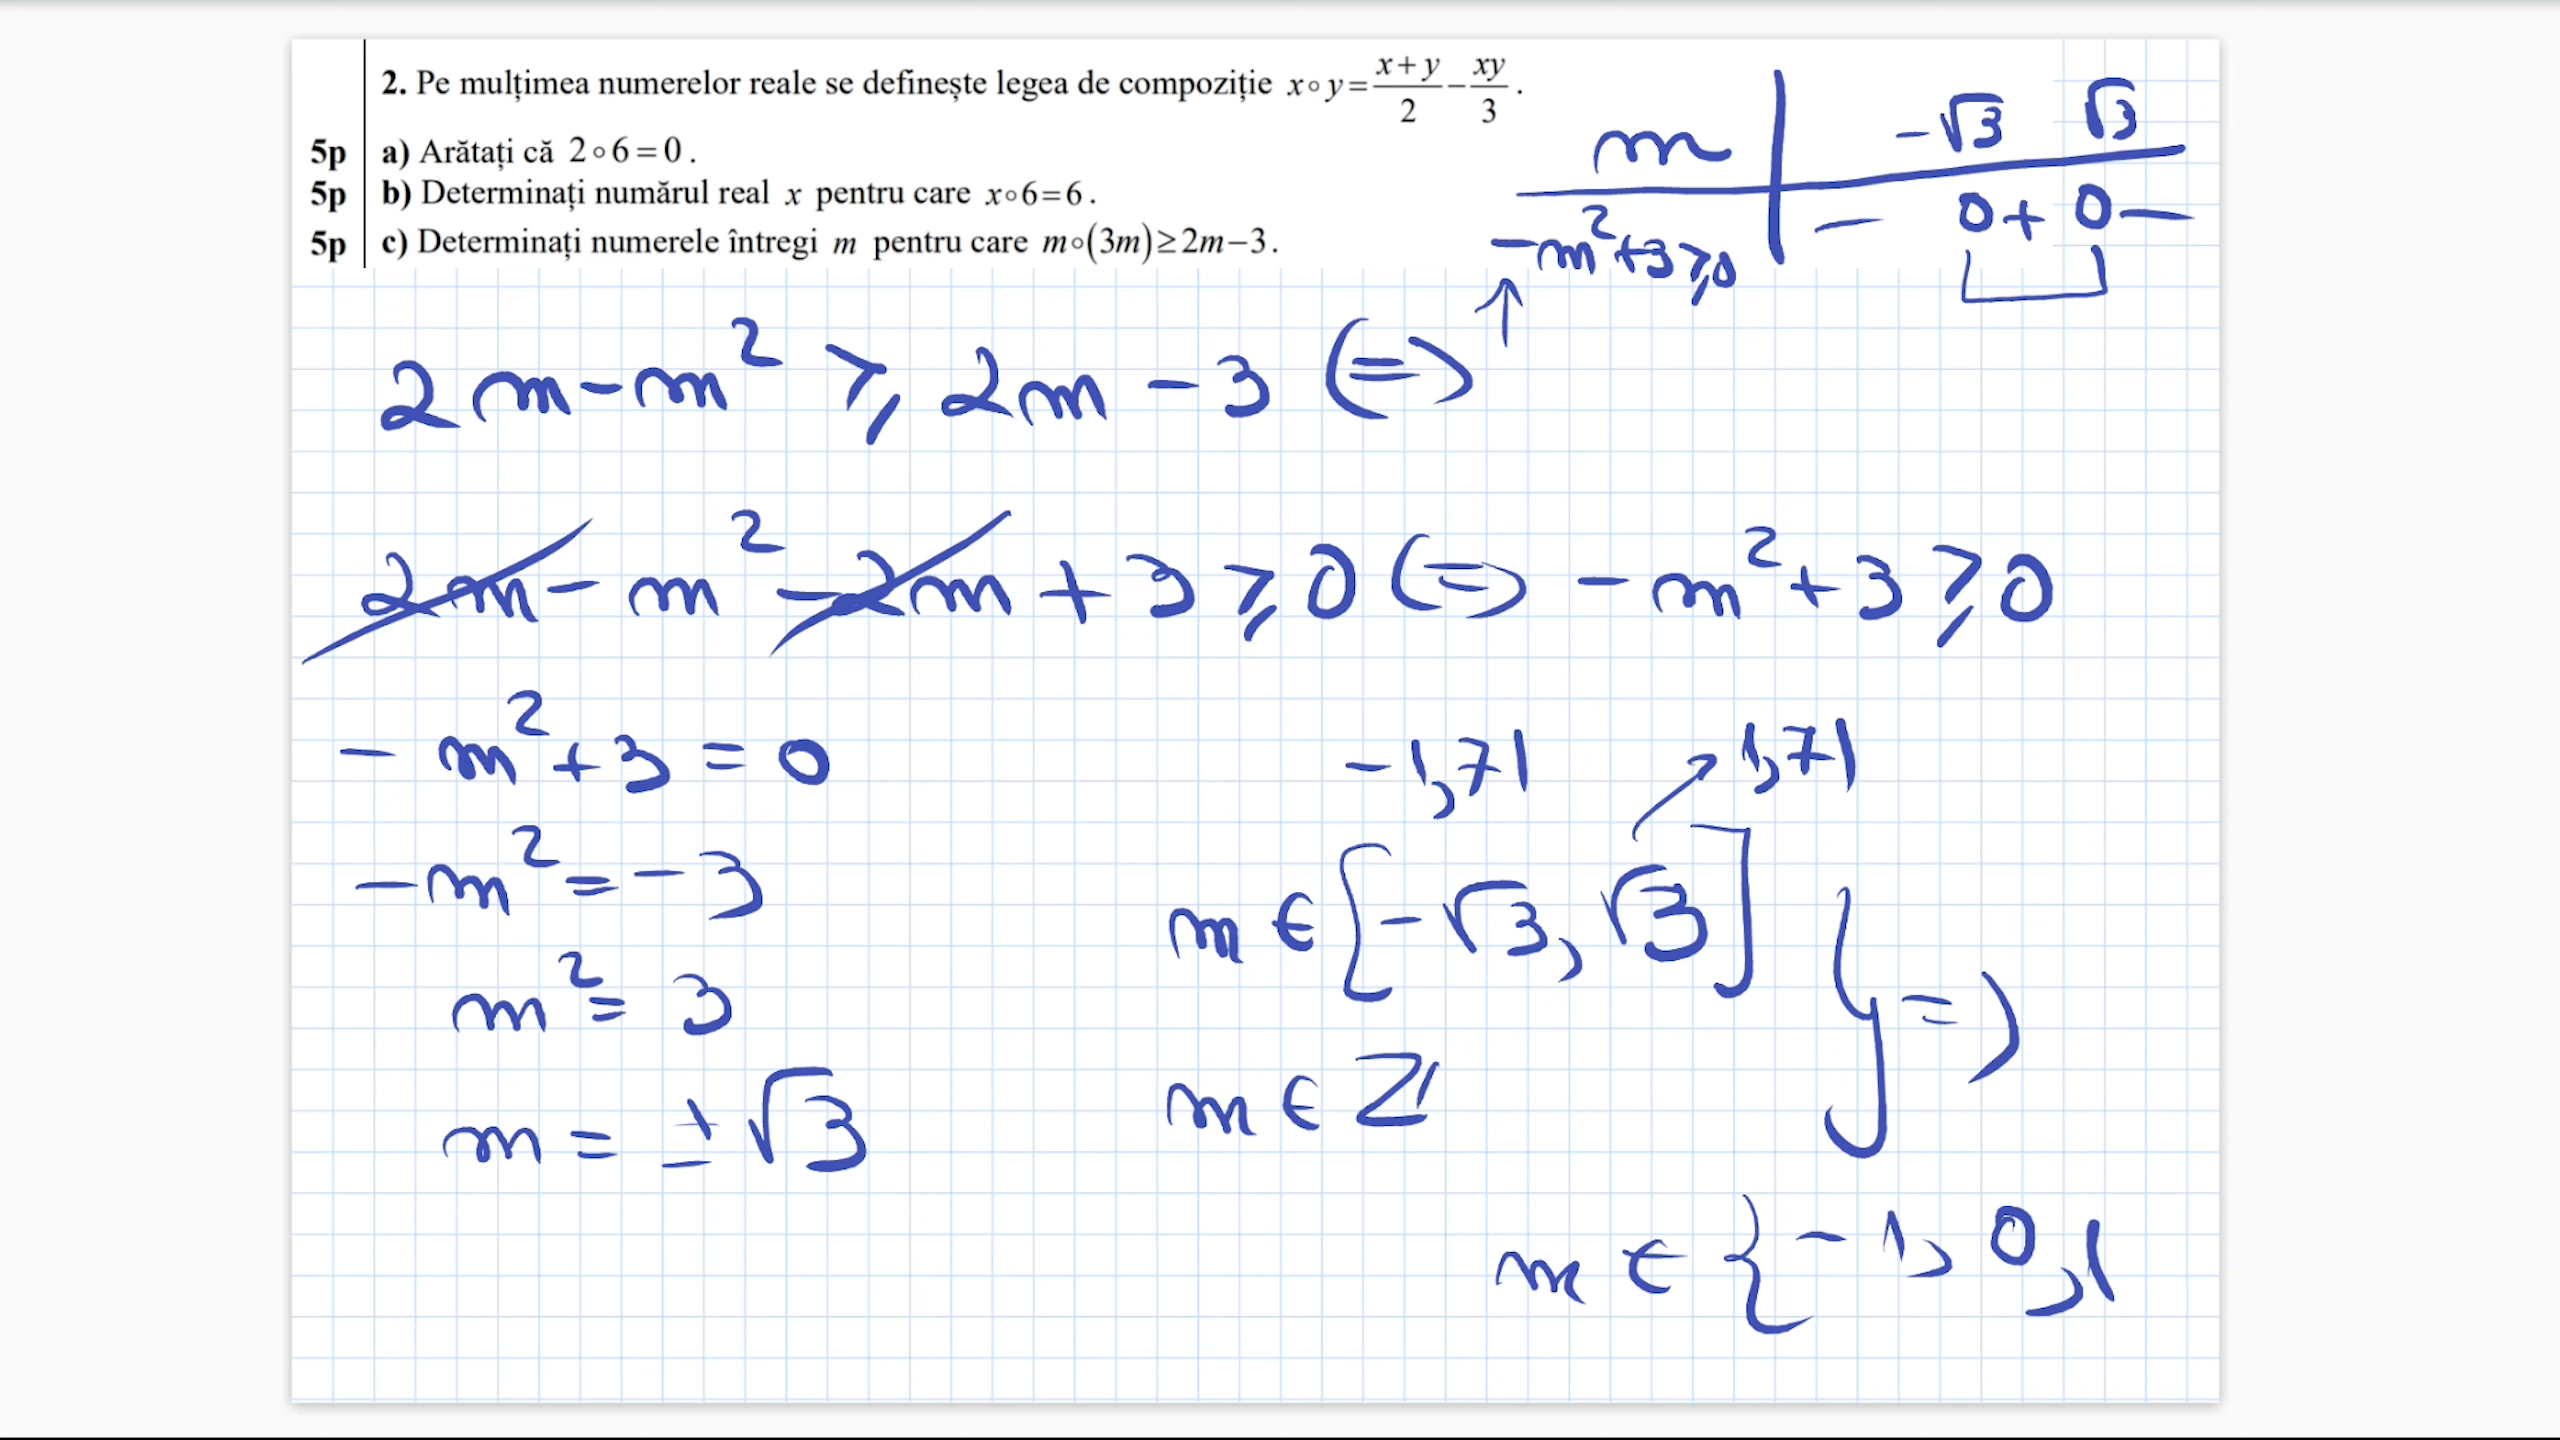 2. Pe mulțimea numerelor reale se definește legea de compoziție x∘y = (x+y)/2 − xy/3 .
5p a) Arătați că 2∘6=0.
5p b) Determinați numărul real x pentru care x∘6=6.
5p c) Determinați numerele întregi m pentru care m∘(3m)≥2m−3.
m | −√3 √3
−m²+3≥0 | − 0 + 0 −
↑
2m−m² ≥ 2m−3 (=)
2m−m²−2m+3≥0 (=) −m²+3≥0
−m²+3=0
−m²=−3
m²=3
m=±√3
−1,71 1,71
m∈[−√3,√3]
m∈Z } =)
m∈{−1,0,1